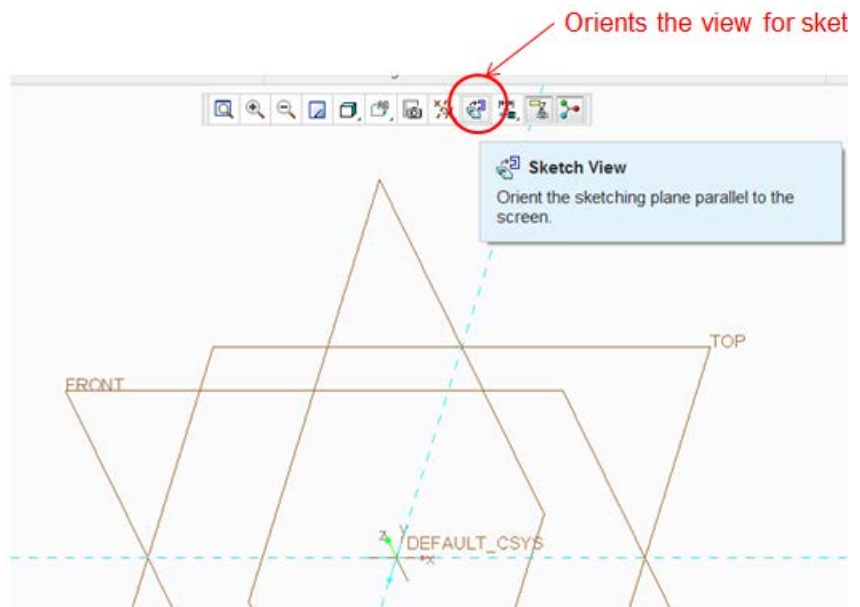 Orients the view for sket
Sketch View
Orient the sketching plane parallel to the
screen.
TOP
FRONT
Z
Y
DEFAULT_CSYS
X